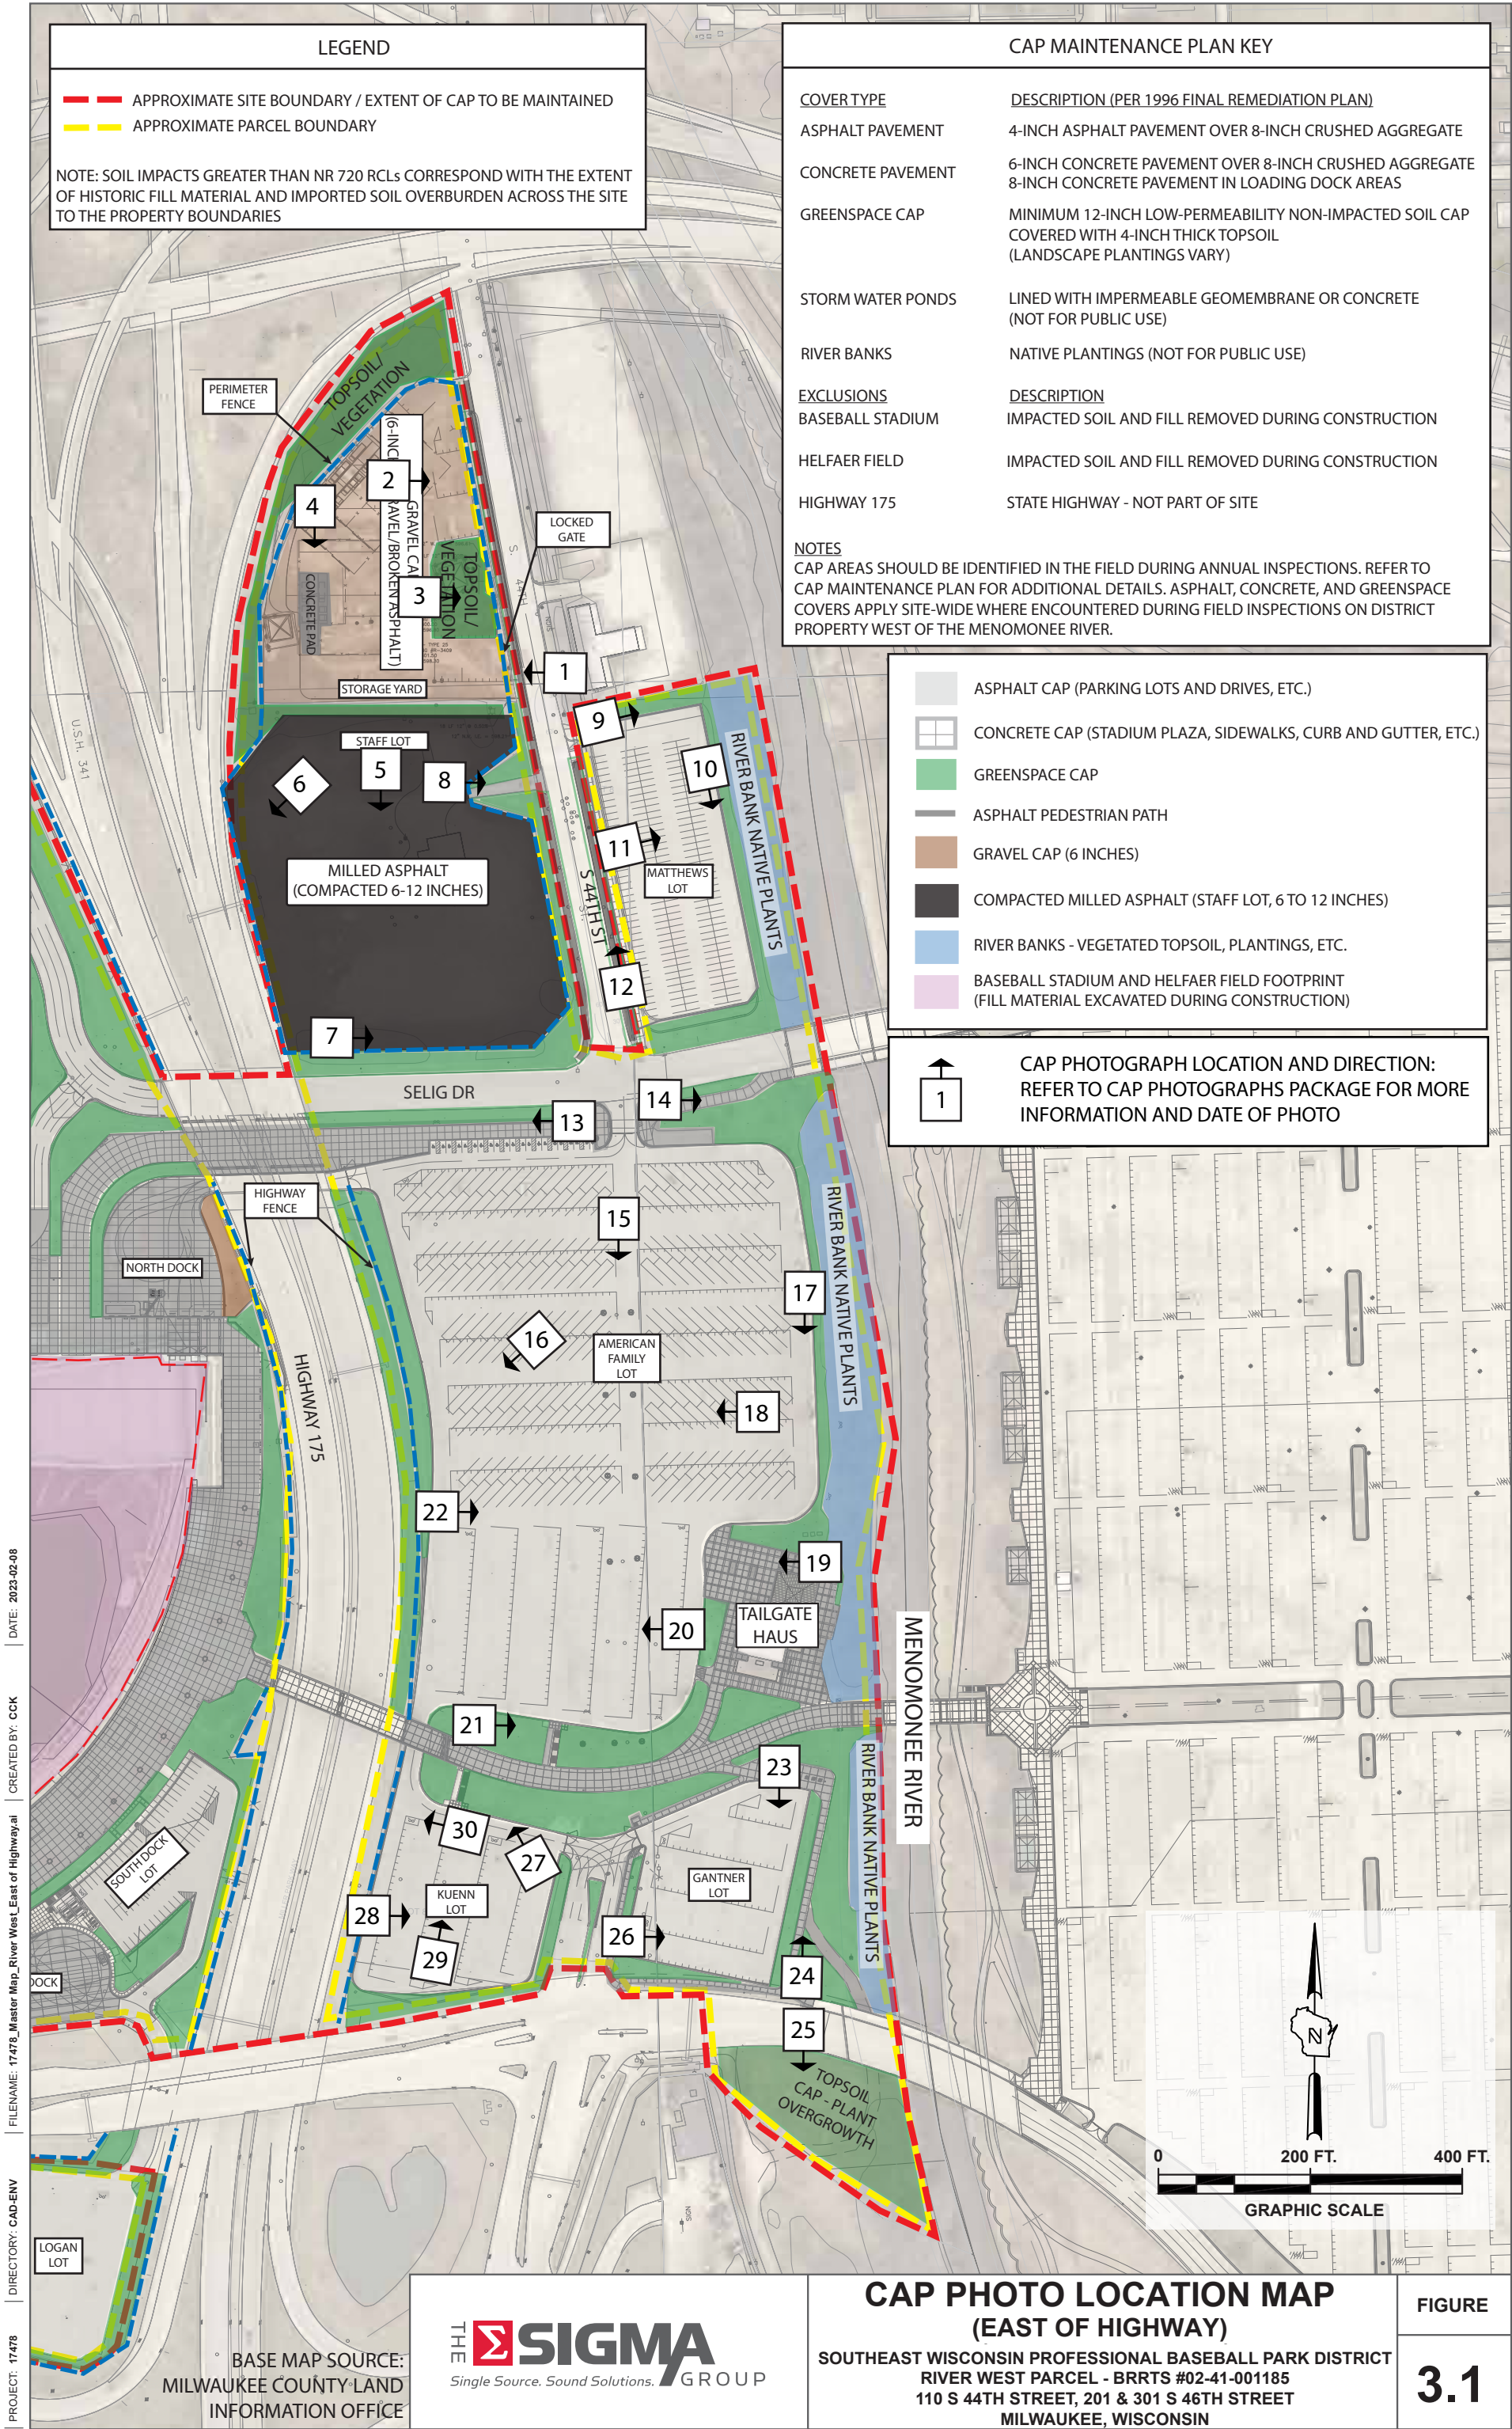 LEGEND
APPROXIMATE SITE BOUNDARY / EXTENT OF CAP TO BE MAINTAINED
APPROXIMATE PARCEL BOUNDARY
NOTE: SOIL IMPACTS GREATER THAN NR 720 RCLs CORRESPOND WITH THE EXTENT
OF HISTORIC FILL MATERIAL AND IMPORTED SOIL OVERBURDEN ACROSS THE SITE
TO THE PROPERTY BOUNDARIES
CAP MAINTENANCE PLAN KEY
COVER TYPE DESCRIPTION (PER 1996 FINAL REMEDIATION PLAN)
ASPHALT PAVEMENT 4-INCH ASPHALT PAVEMENT OVER 8-INCH CRUSHED AGGREGATE
CONCRETE PAVEMENT 6-INCH CONCRETE PAVEMENT OVER 8-INCH CRUSHED AGGREGATE
8-INCH CONCRETE PAVEMENT IN LOADING DOCK AREAS
GREENSPACE CAP MINIMUM 12-INCH LOW-PERMEABILITY NON-IMPACTED SOIL CAP
COVERED WITH 4-INCH THICK TOPSOIL
(LANDSCAPE PLANTINGS VARY)
STORM WATER PONDS LINED WITH IMPERMEABLE GEOMEMBRANE OR CONCRETE
(NOT FOR PUBLIC USE)
RIVER BANKS NATIVE PLANTINGS (NOT FOR PUBLIC USE)
EXCLUSIONS DESCRIPTION
BASEBALL STADIUM IMPACTED SOIL AND FILL REMOVED DURING CONSTRUCTION
HELFAER FIELD IMPACTED SOIL AND FILL REMOVED DURING CONSTRUCTION
HIGHWAY 175 STATE HIGHWAY - NOT PART OF SITE
NOTES
CAP AREAS SHOULD BE IDENTIFIED IN THE FIELD DURING ANNUAL INSPECTIONS. REFER TO
CAP MAINTENANCE PLAN FOR ADDITIONAL DETAILS. ASPHALT, CONCRETE, AND GREENSPACE
COVERS APPLY SITE-WIDE WHERE ENCOUNTERED DURING FIELD INSPECTIONS ON DISTRICT
PROPERTY WEST OF THE MENOMONEE RIVER.
ASPHALT CAP (PARKING LOTS AND DRIVES, ETC.)
CONCRETE CAP (STADIUM PLAZA, SIDEWALKS, CURB AND GUTTER, ETC.)
GREENSPACE CAP
ASPHALT PEDESTRIAN PATH
GRAVEL CAP (6 INCHES)
COMPACTED MILLED ASPHALT (STAFF LOT, 6 TO 12 INCHES)
RIVER BANKS - VEGETATED TOPSOIL, PLANTINGS, ETC.
BASEBALL STADIUM AND HELFAER FIELD FOOTPRINT
(FILL MATERIAL EXCAVATED DURING CONSTRUCTION)
1
CAP PHOTOGRAPH LOCATION AND DIRECTION:
REFER TO CAP PHOTOGRAPHS PACKAGE FOR MORE
INFORMATION AND DATE OF PHOTO
TOPSOIL/
VEGETATION
PERIMETER
FENCE
2
4
LOCKED
GATE
S. 44TH
TOPSOIL/
VEGETATION
3
CONCRETE PAD
1
STORAGE YARD
U.S.H. 341
STAFF LOT
5
6
8
9
10
RIVER BANK NATIVE PLANTS
11
MATTHEWS
LOT
MILLED ASPHALT
(COMPACTED 6-12 INCHES)
S 44TH ST
12
7
SELIG DR
13
14
HIGHWAY
FENCE
NORTH DOCK
15
RIVER BANK NATIVE PLANTS
17
16
AMERICAN
FAMILY
LOT
18
HIGHWAY 175
22
19
20
TAILGATE
HAUS
MENOMONEE RIVER
21
23
RIVER BANK NATIVE PLANTS
30
27
SOUTH DOCK
LOT
28
KUENN
LOT
GANTNER
LOT
26
29
24
DOCK
25
TOPSOIL
CAP - PLANT
OVERGROWTH
SIGN
LOGAN
LOT
N
0 200 FT. 400 FT.
GRAPHIC SCALE
BASE MAP SOURCE:
MILWAUKEE COUNTY LAND
INFORMATION OFFICE
THE Σ SIGMA
GROUP
Single Source. Sound Solutions.
CAP PHOTO LOCATION MAP
(EAST OF HIGHWAY)
SOUTHEAST WISCONSIN PROFESSIONAL BASEBALL PARK DISTRICT
RIVER WEST PARCEL - BRRTS #02-41-001185
110 S 44TH STREET, 201 & 301 S 46TH STREET
MILWAUKEE, WISCONSIN
FIGURE
3.1
PROJECT: 17478 DIRECTORY: CAD-ENV FILENAME: 17478_Master Map_River West_East of Highway.ai CREATED BY: CCK DATE: 2023-02-08